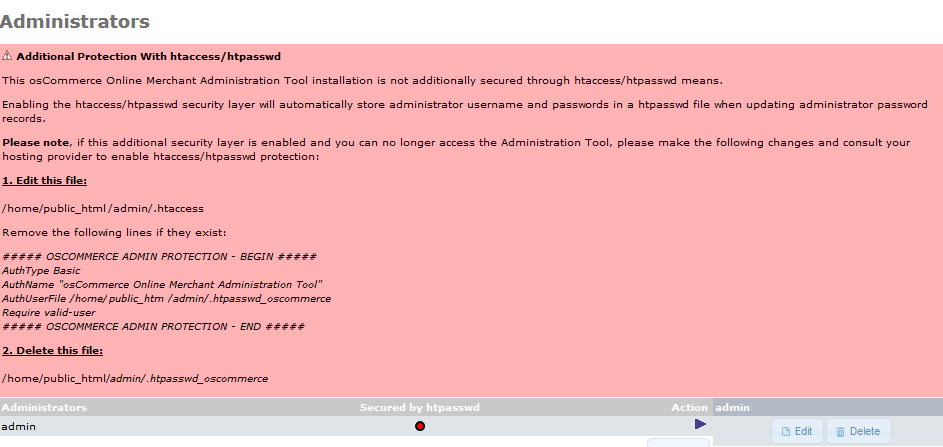 Administrators
Additional Protection With htaccess/htpasswd
This osCommerce Online Merchant Administration Tool installation is not additionally secured through htaccess/htpasswd means.
Enabling the htaccess/htpasswd security layer will automatically store administrator username and passwords in a htpasswd file when updating administrator password
records.
Please note, if this additional security layer is enabled and you can no longer access the Administration Tool, please make the following changes and consult your
hosting provider to enable htaccess/htpasswd protection:
1. Edit this file:
/home/public_html/admin/.htaccess
Remove the following lines if they exist:
##### OSCOMMERCE ADMIN PROTECTION - BEGIN #####
AuthType Basic
AuthName "osCommerce Online Merchant Administration Tool"
AuthUserFile /home/public_htm /admin/.htpasswd_oscommerce
Require valid-user
##### OSCOMMERCE ADMIN PROTECTION - END #####
2. Delete this file:
/home/public_html/admin/.htpasswd_oscommerce
Administrators Secured by htpasswd Action admin
admin Edit Delete